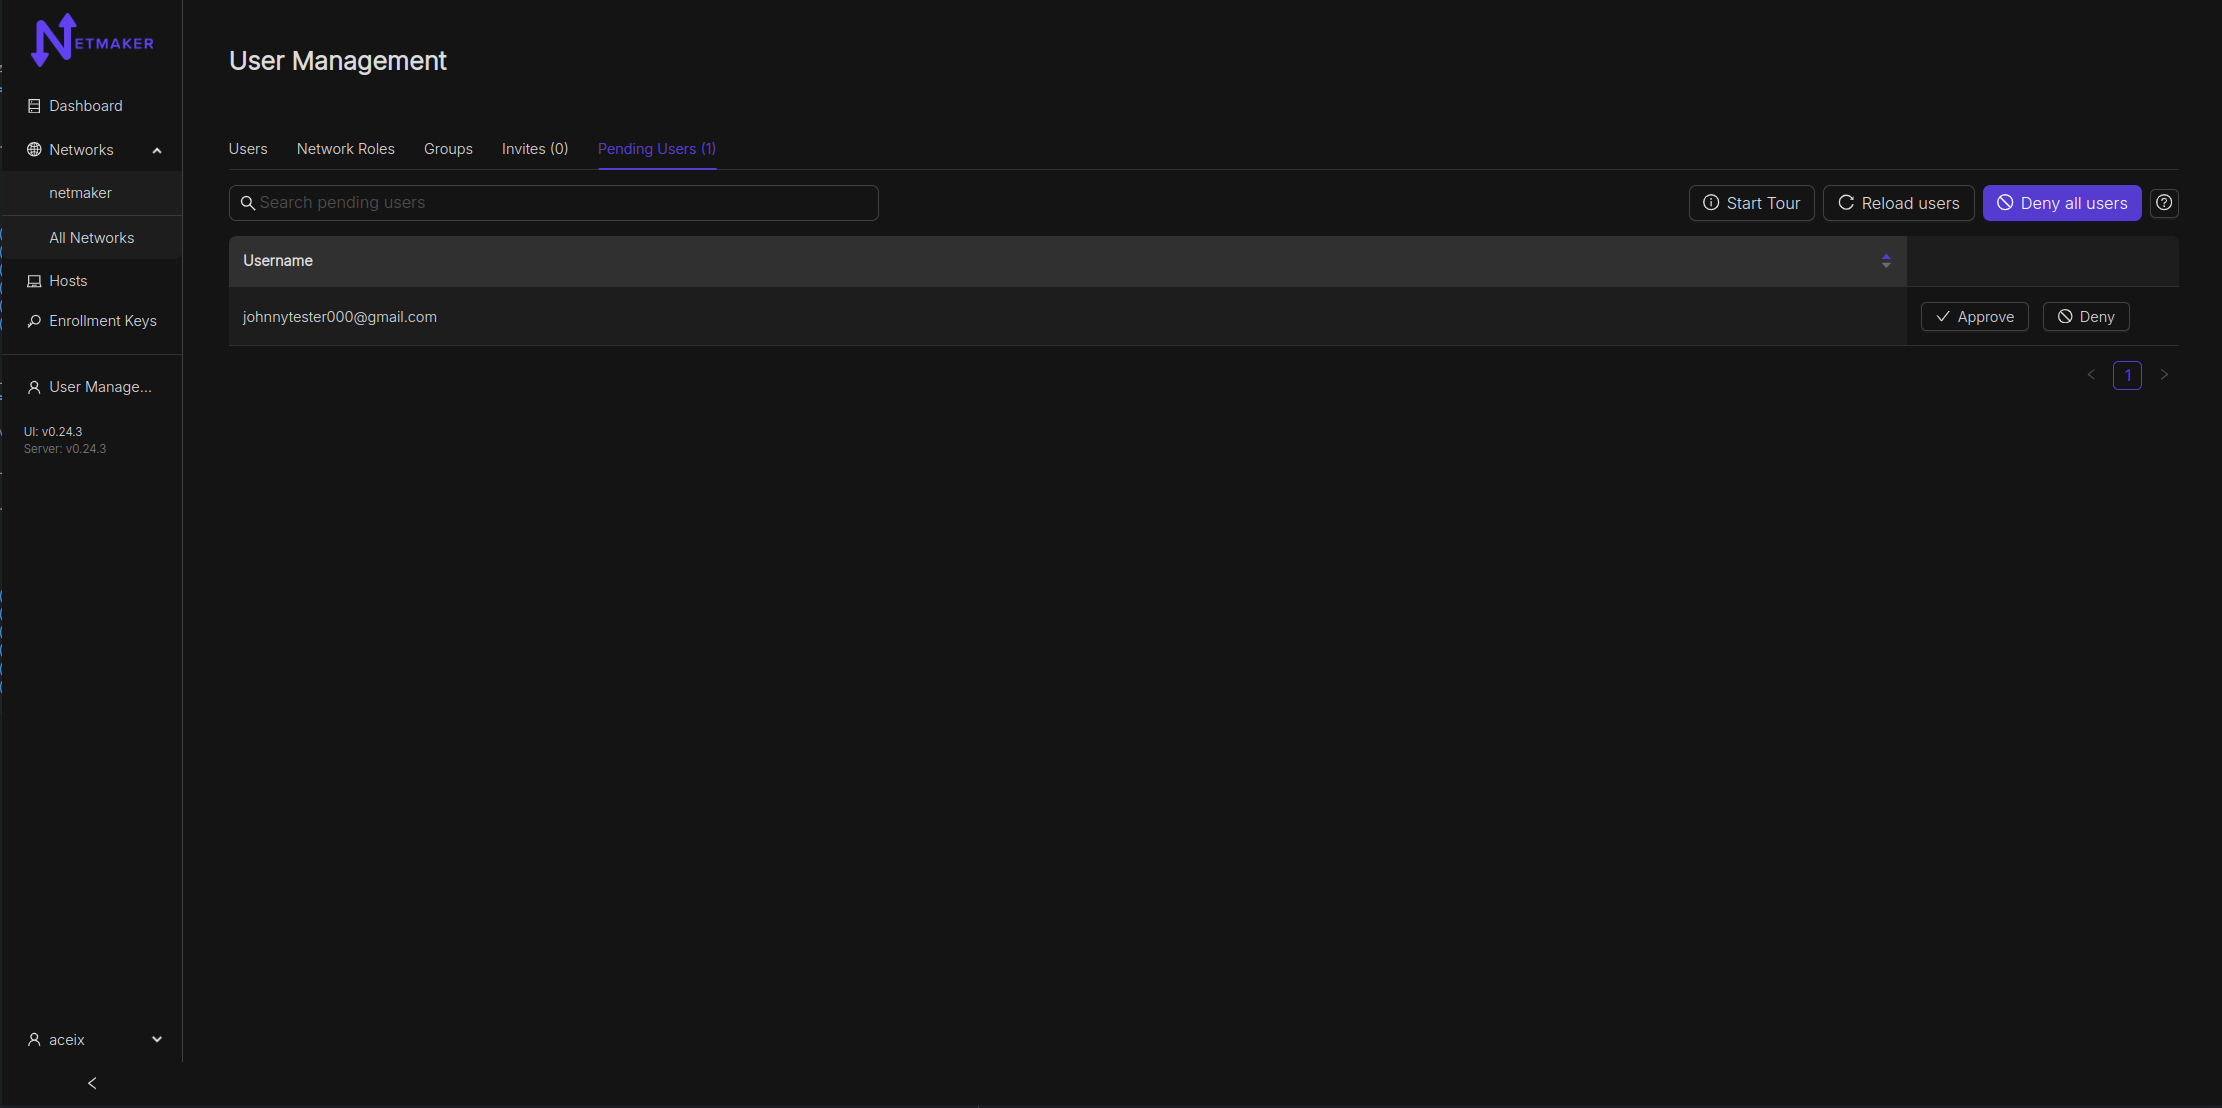 NETMAKER
Dashboard
Networks
netmaker
All Networks
Hosts
Enrollment Keys
User Manage...
UI: v0.24.3
Server: v0.24.3
aceix
User Management
Users Network Roles Groups Invites (0) Pending Users (1)
Search pending users Start Tour Reload users Deny all users
Username
johnnytester000@gmail.com Approve Deny
1